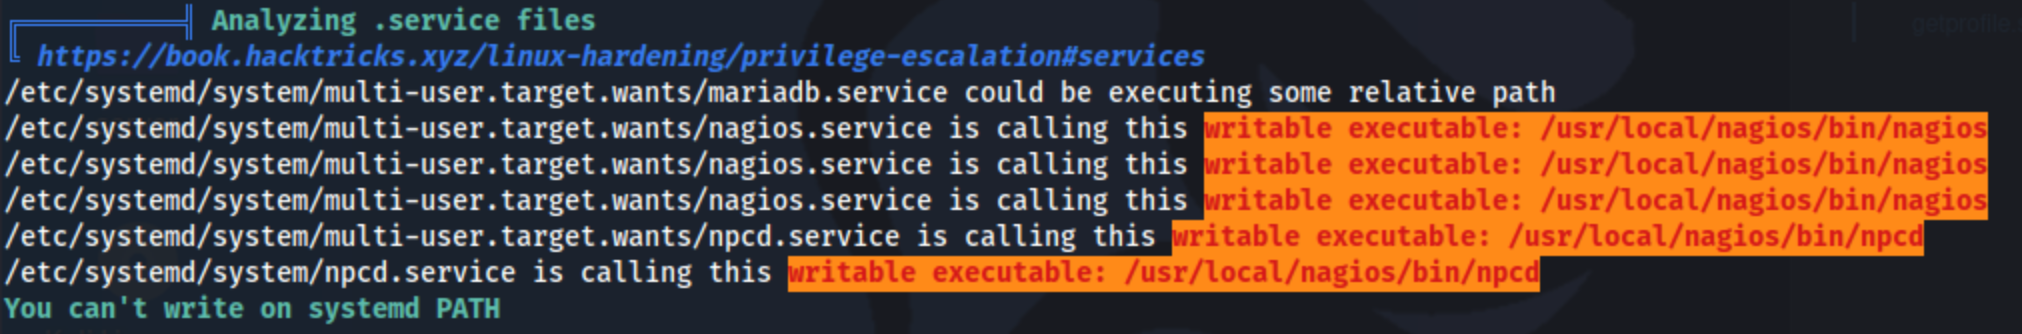 Analyzing .service files
https://book.hacktricks.xyz/linux-hardening/privilege-escalation#services
/etc/systemd/system/multi-user.target.wants/mariadb.service could be executing some relative path
/etc/systemd/system/multi-user.target.wants/nagios.service is calling this writable executable: /usr/local/nagios/bin/nagios
/etc/systemd/system/multi-user.target.wants/nagios.service is calling this writable executable: /usr/local/nagios/bin/nagios
/etc/systemd/system/multi-user.target.wants/nagios.service is calling this writable executable: /usr/local/nagios/bin/nagios
/etc/systemd/system/multi-user.target.wants/npcd.service is calling this writable executable: /usr/local/nagios/bin/npcd
/etc/systemd/system/npcd.service is calling this writable executable: /usr/local/nagios/bin/npcd
You can't write on systemd PATH